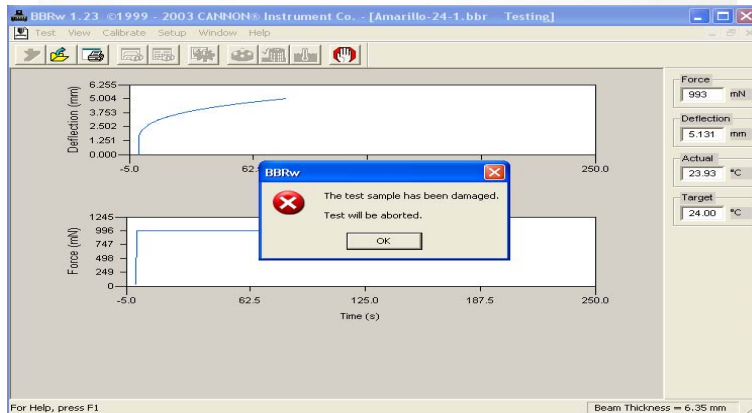 BBRw 1.23 ©1999 - 2003 CANNON® Instrument Co. - [Amarillo-24-1.bbr Testing]
Test View Calibrate Setup Window Help
Deflection (mm)
6.255
5.004
3.753
2.502
1.251
0.000
-5.0
62.
250.0
Force (mN)
1245
996
747
498
249
0
-5.0
62.5
125.0
187.5
250.0
Time (s)
BBRw
The test sample has been damaged.
Test will be aborted.
OK
Force
993 mN
Deflection
5.131 mm
Actual
23.93 °C
Target
24.00 °C
For Help, press F1
Beam Thickness = 6.35 mm